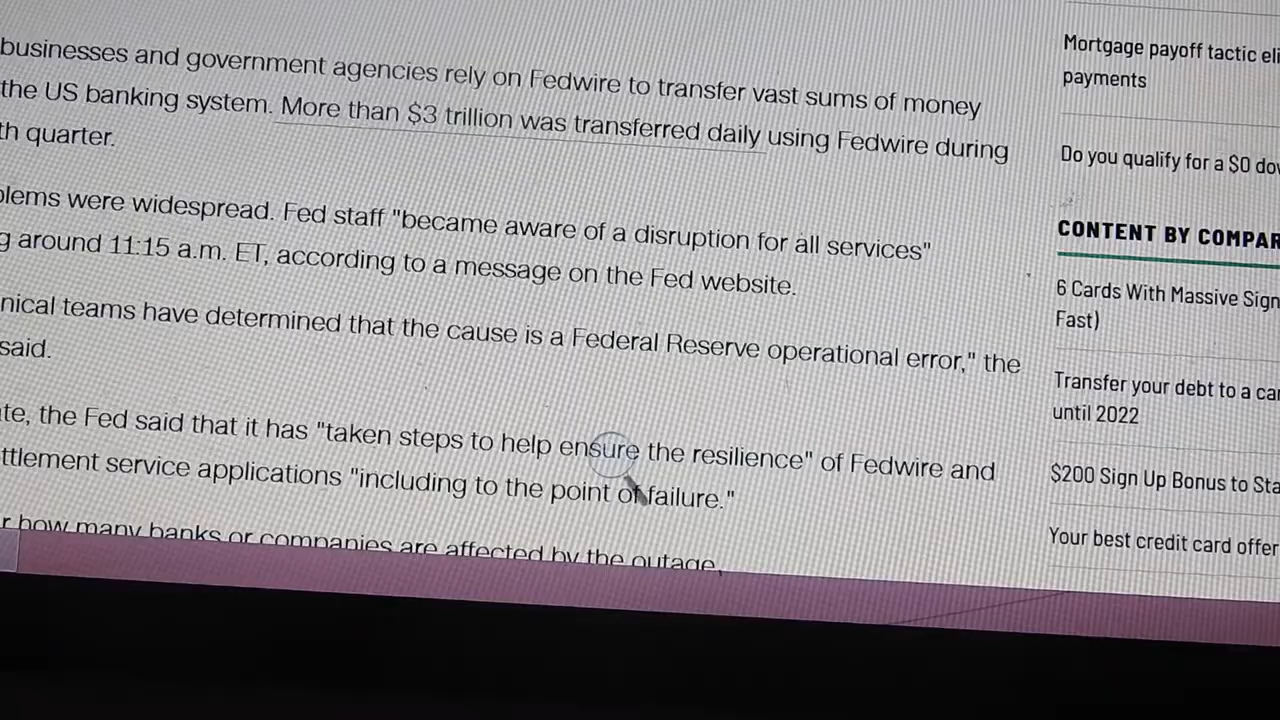 businesses and government agencies rely on Fedwire to transfer vast sums of money
the US banking system. More than $3 trillion was transferred daily using Fedwire during
th quarter.
blems were widespread. Fed staff "became aware of a disruption for all services"
g around 11:15 a.m. ET, according to a message on the Fed website.
nical teams have determined that the cause is a Federal Reserve operational error," the
said.
te, the Fed said that it has "taken steps to help ensure the resilience" of Fedwire and
ttlement service applications "including to the point of failure."
r how many banks or companies are affected by the outage,
Mortgage payoff tactic eli
payments
Do you qualify for a $0 do
CONTENT BY COMPAR
6 Cards With Massive Sign
Fast)
Transfer your debt to a ca
until 2022
$200 Sign Up Bonus to Sta
Your best credit card offer